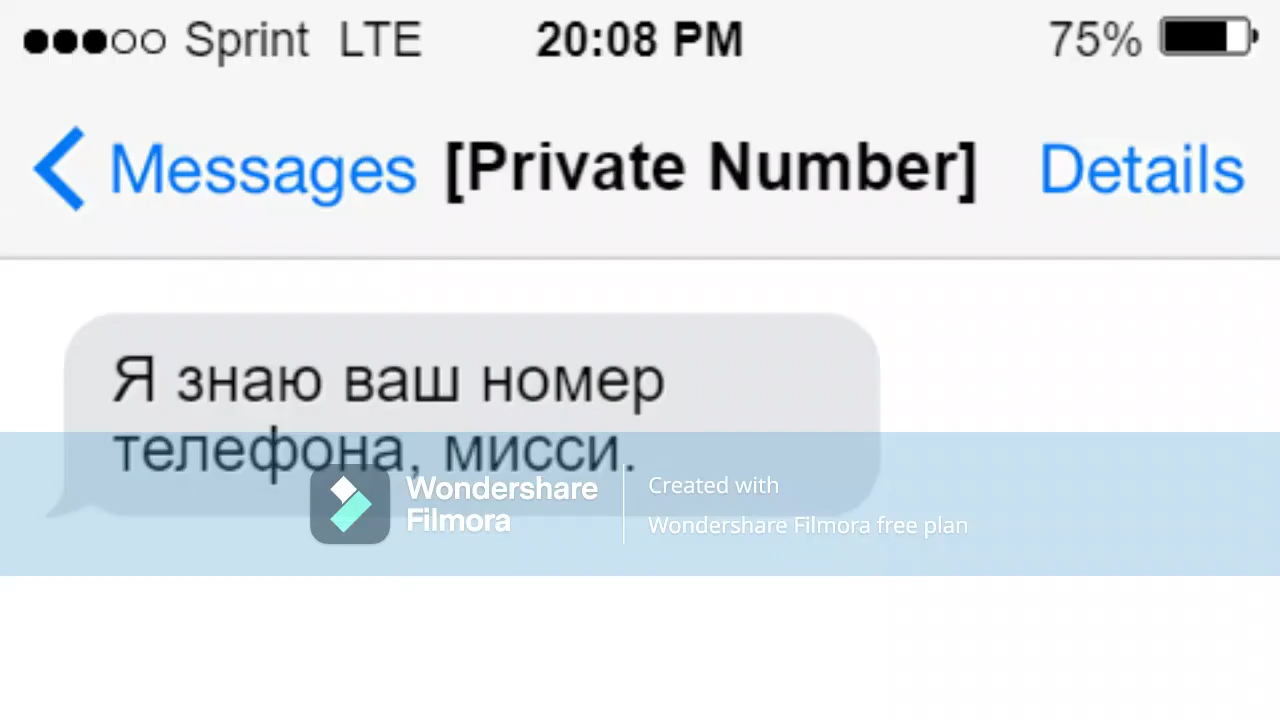 Sprint LTE 20:08 PM 75%
Messages [Private Number] Details
Я знаю ваш номер
телефона, мисси.
Wondershare
Filmora
Created with
Wondershare Filmora free plan